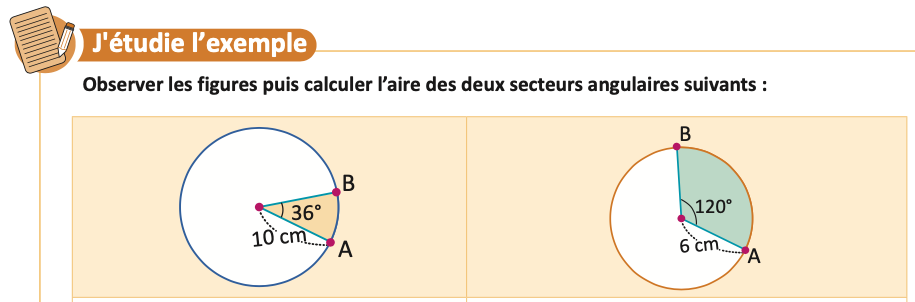 J'étudie l’exemple
Observer les figures puis calculer l’aire des deux secteurs angulaires suivants :
B
36°
10 cm
A
B
120°
6 cm
A